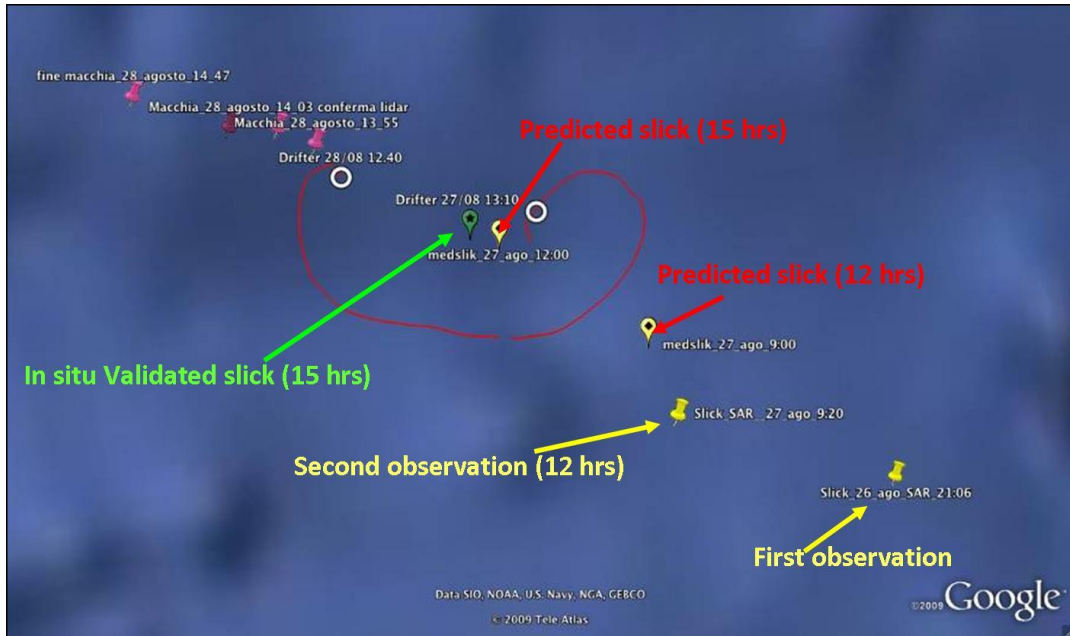 fine macchia_28_agosto_14_47
Macchia_28_agosto_14_03 conferma lidar
Macchia_28_agosto_13_55
Predicted slick (15 hrs)
Drifter 28/08 12.40
Drifter 27/08 13:10
medslik_27_ago_12:00
Predicted slick (12 hrs)
medslik_27_ago_9:00
In situ Validated slick (15 hrs)
Slick_SAR__27_ago_9:20
Second observation (12 hrs)
Slick_26_ago_SAR_21:06
First observation
Data SIO, NOAA, U.S. Navy, NGA, GEBCO
© 2009 Tele Atlas
©2009 Google